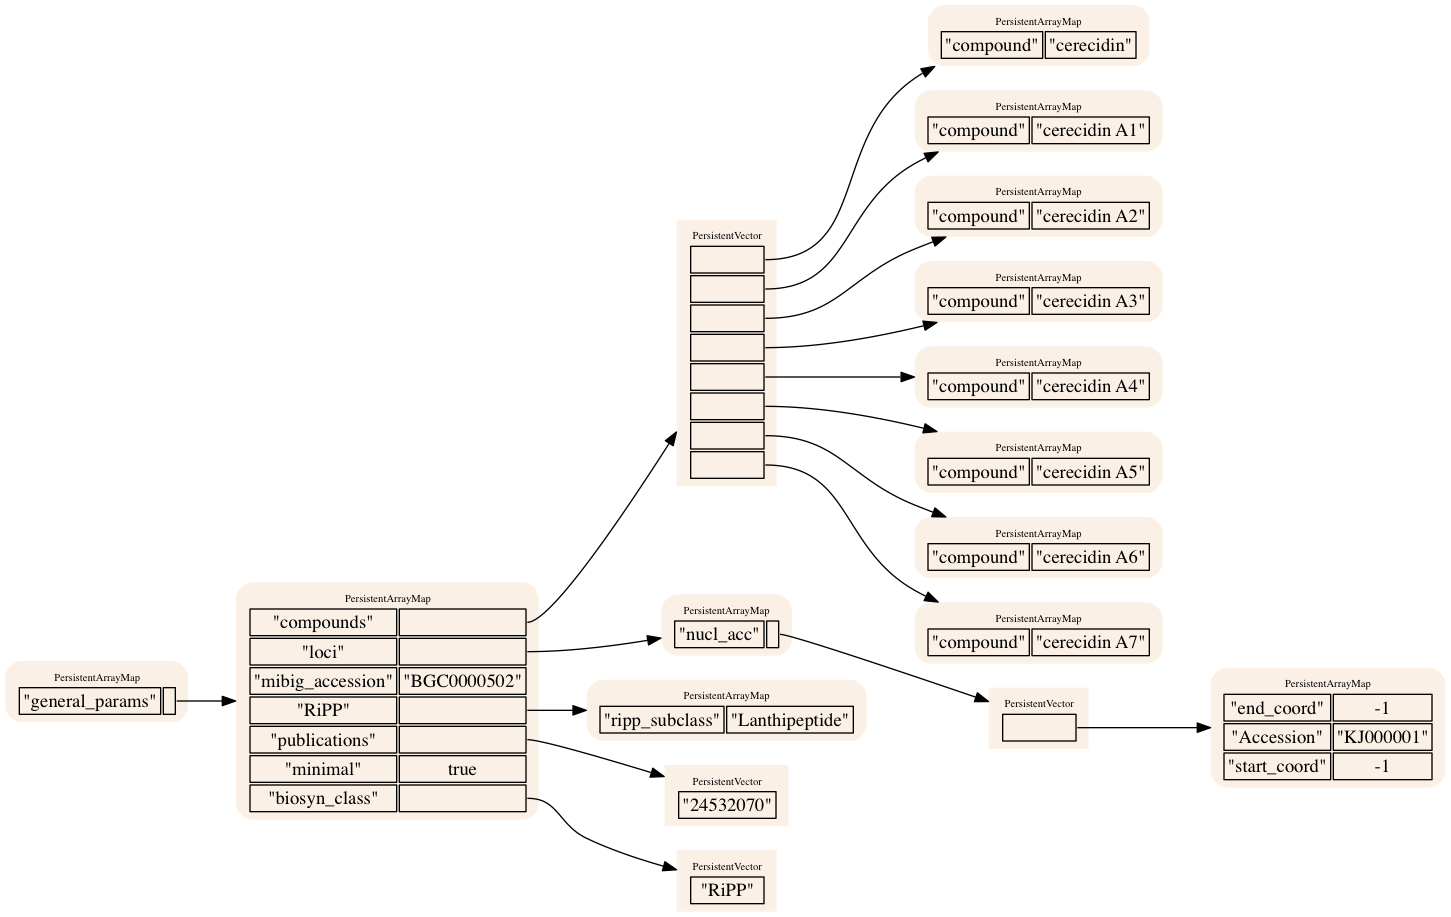 PersistentArrayMap
"general_params"
PersistentArrayMap
"compounds"
"loci"
"mibig_accession" "BGC0000502"
"RiPP"
"publications"
"minimal" true
"biosyn_class"
PersistentVector
PersistentArrayMap
"compound" "cerecidin"
PersistentArrayMap
"compound" "cerecidin A1"
PersistentArrayMap
"compound" "cerecidin A2"
PersistentArrayMap
"compound" "cerecidin A3"
PersistentArrayMap
"compound" "cerecidin A4"
PersistentArrayMap
"compound" "cerecidin A5"
PersistentArrayMap
"compound" "cerecidin A6"
PersistentArrayMap
"compound" "cerecidin A7"
PersistentArrayMap
"nucl_acc"
PersistentVector
PersistentArrayMap
"end_coord" -1
"Accession" "KJ000001"
"start_coord" -1
PersistentArrayMap
"ripp_subclass" "Lanthipeptide"
PersistentVector
"24532070"
PersistentVector
"RiPP"